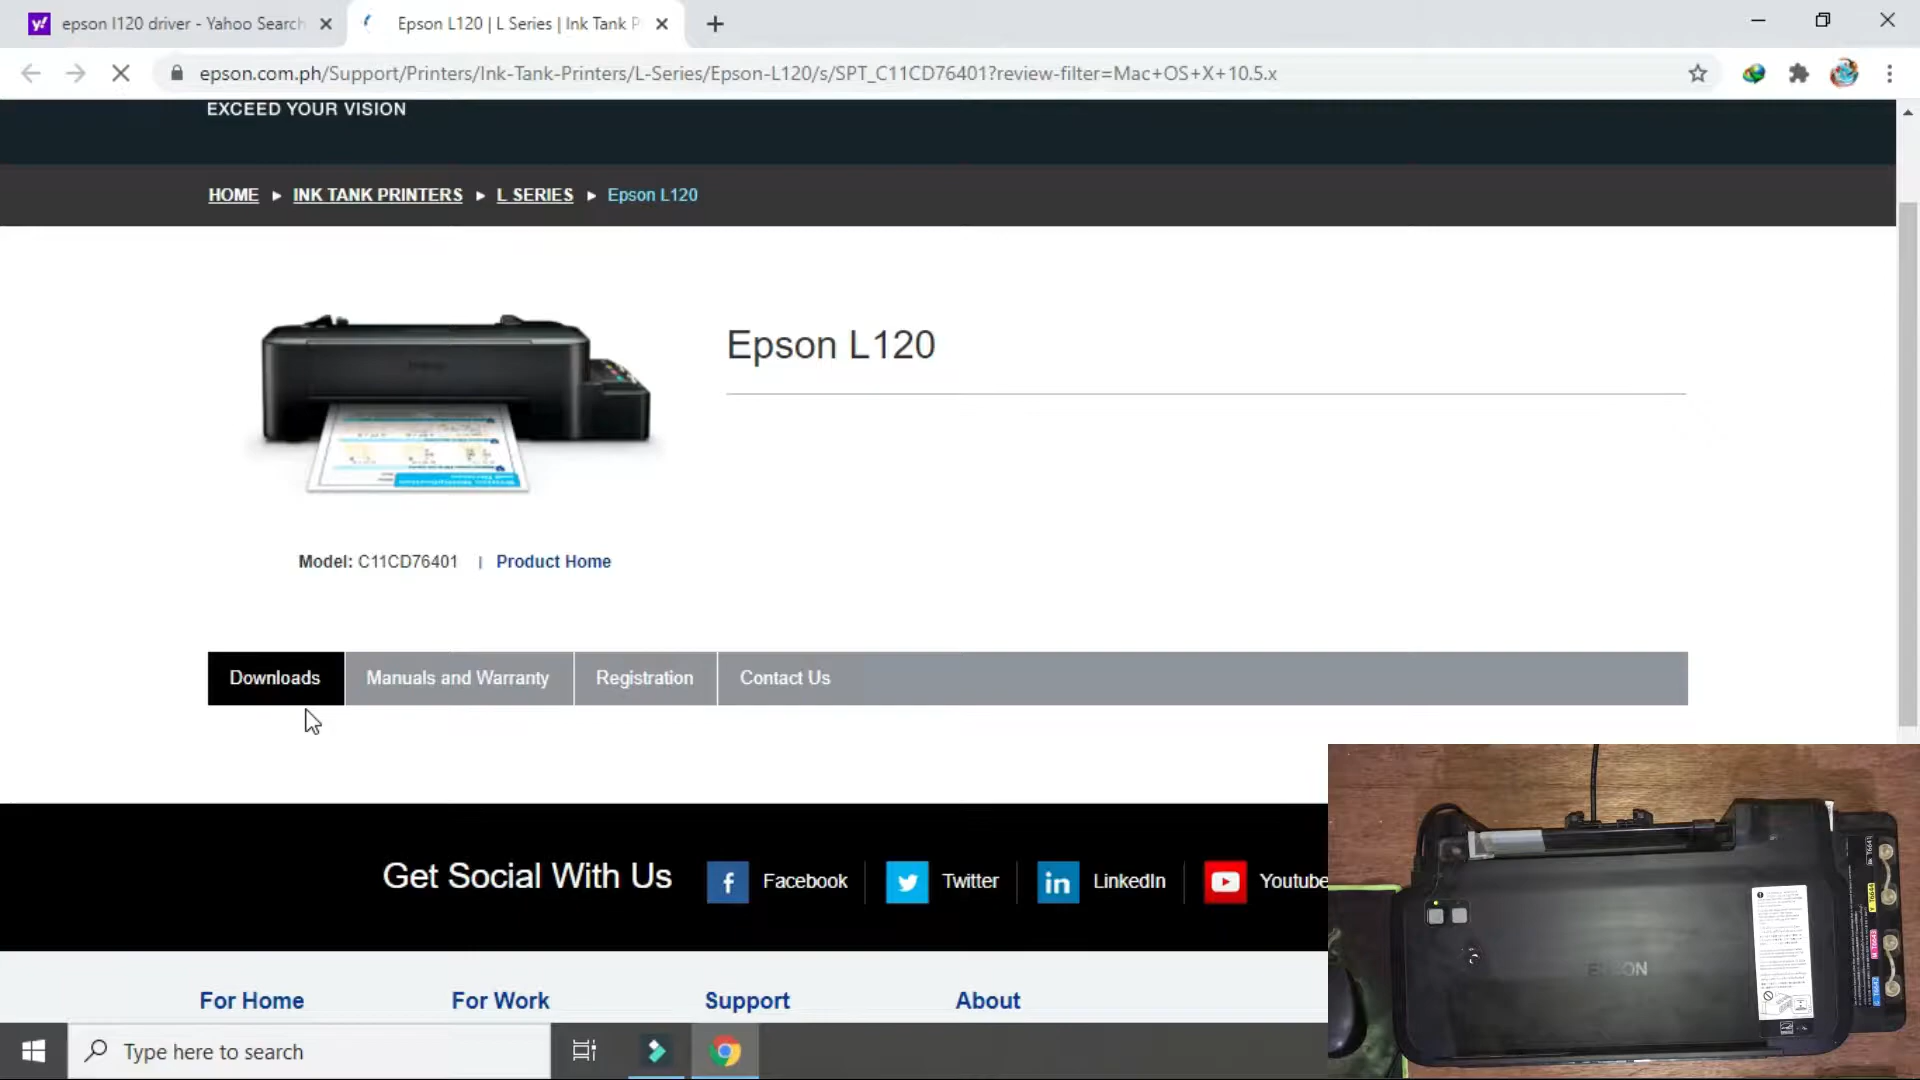 epson l120 driver - Yahoo Search
Epson L120 | L Series | Ink Tank P
epson.com.ph/Support/Printers/Ink-Tank-Printers/L-Series/Epson-L120/s/SPT_C11CD76401?review-filter=Mac+OS+X+10.5.x
EXCEED YOUR VISION
HOME ▸ INK TANK PRINTERS ▸ L SERIES ▸ Epson L120
Epson L120
Model: C11CD76401 | Product Home
Downloads
Manuals and Warranty
Registration
Contact Us
Get Social With Us
Facebook
Twitter
LinkedIn
Youtube
For Home
For Work
Support
About
EPSON
Type here to search